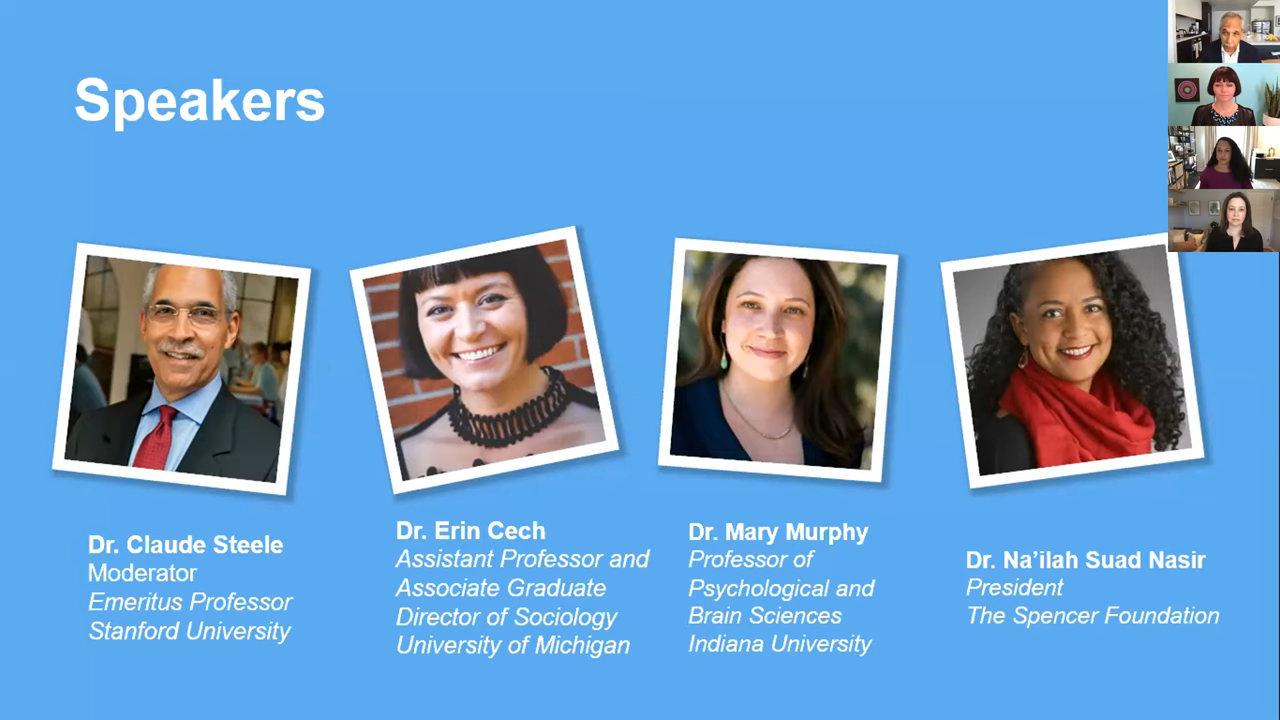 Speakers
Dr. Claude Steele
Moderator
Emeritus Professor
Stanford University
Dr. Erin Cech
Assistant Professor and
Associate Graduate
Director of Sociology
University of Michigan
Dr. Mary Murphy
Professor of
Psychological and
Brain Sciences
Indiana University
Dr. Na’ilah Suad Nasir
President
The Spencer Foundation